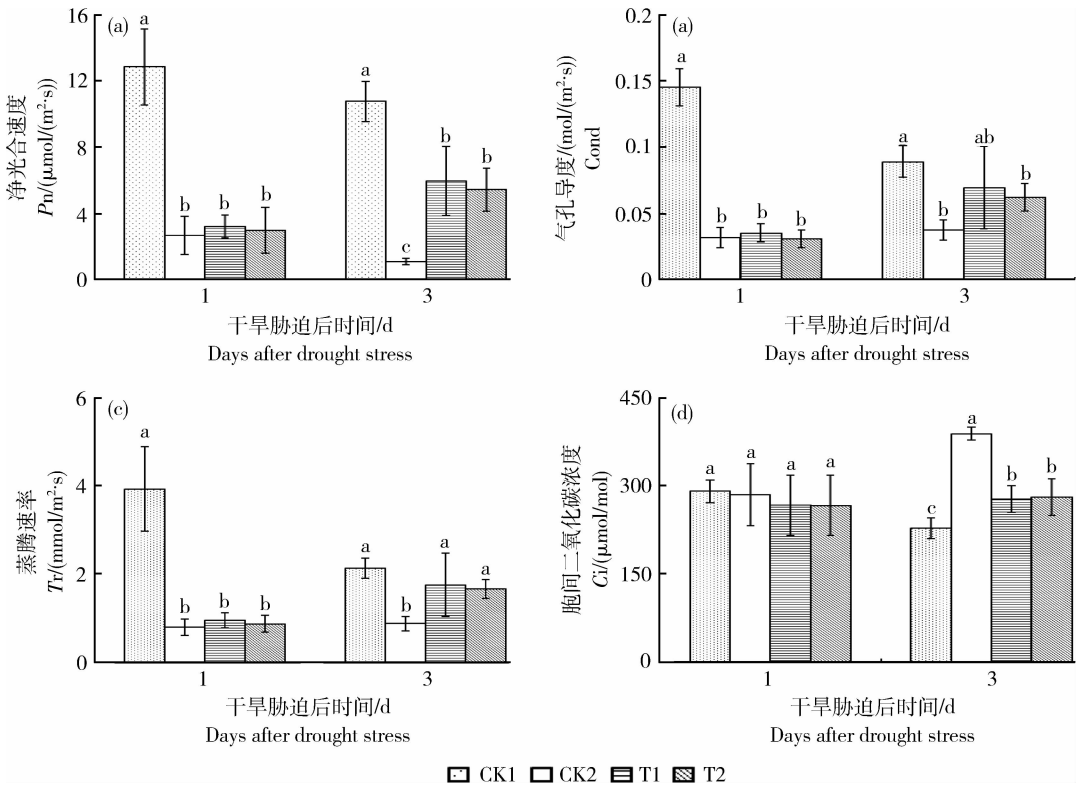 净光合速度
Pn/(μmol/(m²·s))
16
12
8
4
0
(a)
a
b
b
b
a
c
b
b
1
3
干旱胁迫后时间/d
Days after drought stress
气孔导度/(mol/(m²·s))
Cond
0.2
0.15
0.1
0.05
0
(a)
a
b
b
b
a
b
ab
b
1
3
干旱胁迫后时间/d
Days after drought stress
蒸腾速率
Tr/(mmol/m²·s)
6
4
2
0
(c)
a
b
b
b
a
b
a
a
1
3
干旱胁迫后时间/d
Days after drought stress
胞间二氧化碳浓度
Ci/(μmol/mol)
450
300
150
0
(d)
a
a
a
a
c
a
b
b
1
3
干旱胁迫后时间/d
Days after drought stress
CK1 CK2 T1 T2